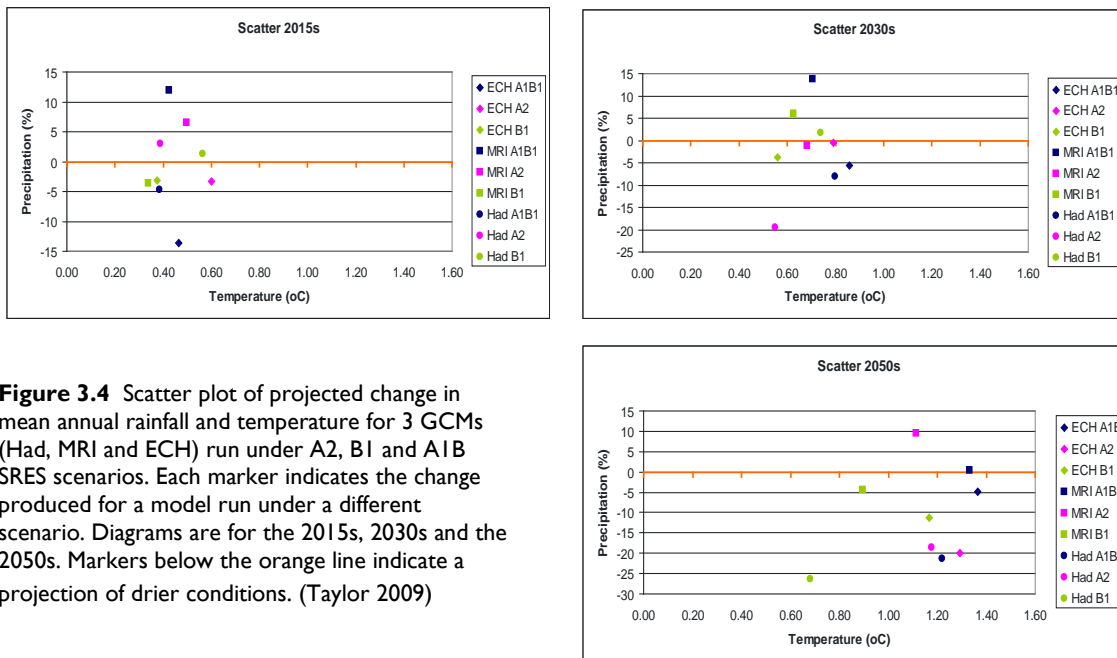 Scatter 2015s
15
10
5
0
-5
-10
-15
Precipitation (%)
0.00 0.20 0.40 0.60 0.80 1.00 1.20 1.40 1.60
Temperature (oC)
ECH A1B1
ECH A2
ECH B1
MRI A1B1
MRI A2
MRI B1
Had A1B1
Had A2
Had B1
Scatter 2030s
15
10
5
0
-5
-10
-15
-20
-25
Precipitation (%)
0.00 0.20 0.40 0.60 0.80 1.00 1.20 1.40 1.60
Temperature (oC)
ECH A1B1
ECH A2
ECH B1
MRI A1B1
MRI A2
MRI B1
Had A1B1
Had A2
Had B1
Figure 3.4 Scatter plot of projected change in
mean annual rainfall and temperature for 3 GCMs
(Had, MRI and ECH) run under A2, B1 and A1B
SRES scenarios. Each marker indicates the change
produced for a model run under a different
scenario. Diagrams are for the 2015s, 2030s and the
2050s. Markers below the orange line indicate a
projection of drier conditions. (Taylor 2009)
Scatter 2050s
15
10
5
0
-5
-10
-15
-20
-25
-30
Precipitation (%)
0.00 0.20 0.40 0.60 0.80 1.00 1.20 1.40 1.60
Temperature (oC)
ECH A1B
ECH A2
ECH B1
MRI A1B
MRI A2
MRI B1
Had A1B
Had A2
Had B1